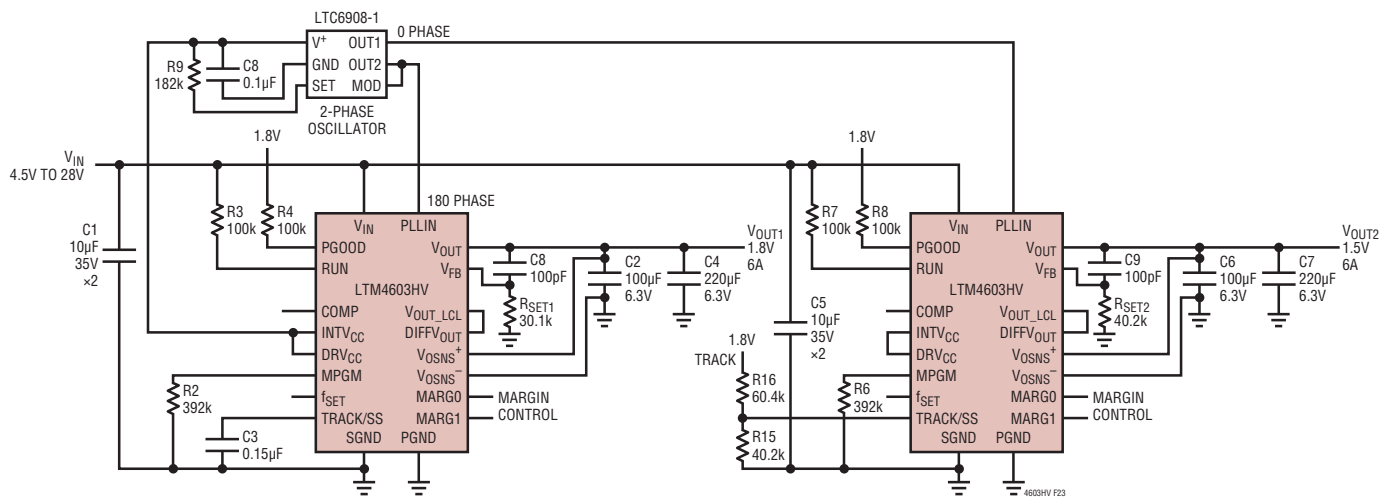 LTC6908-1
V+ OUT1
GND OUT2
SET MOD
0 PHASE
R9
182k
C8
0.1µF
2-PHASE
OSCILLATOR
1.8V
1.8V
VIN
4.5V TO 28V
C1
10µF
35V
×2
R3
100k
R4
100k
180 PHASE
VIN PLLIN
PGOOD VOUT
RUN VFB
LTM4603HV
COMP VOUT_LCL
INTVCC DIFFVOUT
DRVCC VOSNS+
MPGM VOSNS–
fSET MARG0
TRACK/SS MARG1
SGND PGND
R2
392k
C3
0.15µF
C8
100pF
RSET1
30.1k
C2
100µF
6.3V
C4
220µF
6.3V
VOUT1
1.8V
6A
MARGIN
CONTROL
C5
10µF
35V
×2
R7
100k
R8
100k
1.8V
TRACK
R16
60.4k
R15
40.2k
R6
392k
VIN PLLIN
PGOOD VOUT
RUN VFB
LTM4603HV
COMP VOUT_LCL
INTVCC DIFFVOUT
DRVCC VOSNS+
MPGM VOSNS–
fSET MARG0
TRACK/SS MARG1
SGND PGND
C9
100pF
RSET2
40.2k
C6
100µF
6.3V
C7
220µF
6.3V
VOUT2
1.5V
6A
MARGIN
CONTROL
4603HV F23